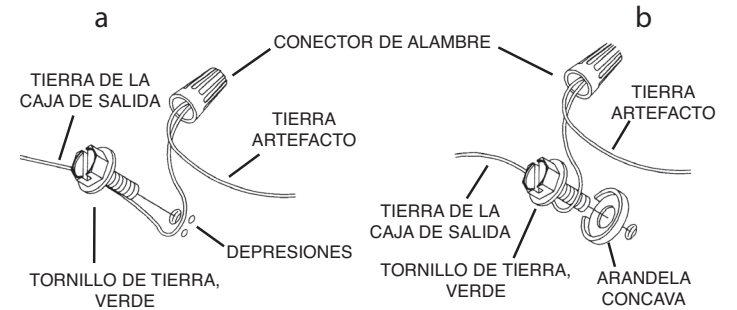 a
b
CONECTOR DE ALAMBRE
TIERRA DE LA
CAJA DE SALIDA
TIERRA
ARTEFACTO
DEPRESIONES
TORNILLO DE TIERRA,
VERDE
TIERRA
ARTEFACTO
TIERRA DE LA
CAJA DE SALIDA
TORNILLO DE TIERRA,
VERDE
ARANDELA
CONCAVA